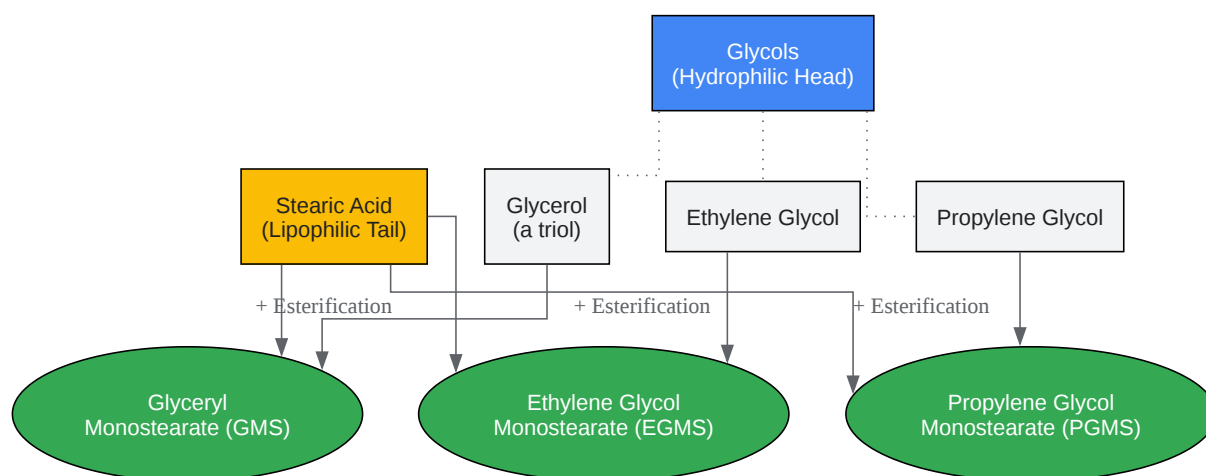 Glycols
(Hydrophilic Head)
Stearic Acid
(Lipophilic Tail)
Glycerol
(a triol)
Ethylene Glycol
Propylene Glycol
+ Esterification
+ Esterification
+ Esterification
Glyceryl
Monostearate (GMS)
Ethylene Glycol
Monostearate (EGMS)
Propylene Glycol
Monostearate (PGMS)